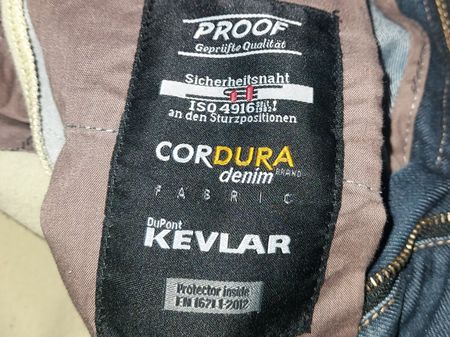 PROOF
Geprüfte Qualität
Sicherheitsnaht
ISO 4916
an den Sturzpositionen
CORDURA
denim BRAND
FABRIC
DuPont
KEVLAR
Protector inside
EN 1621.1-2012